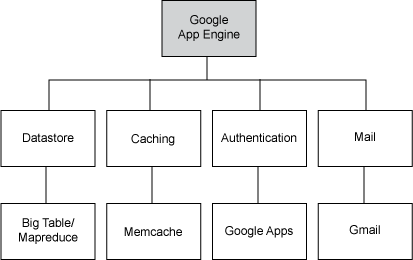 Google
App Engine
Datastore
Caching
Authentication
Mail
Big Table/
Mapreduce
Memcache
Google Apps
Gmail